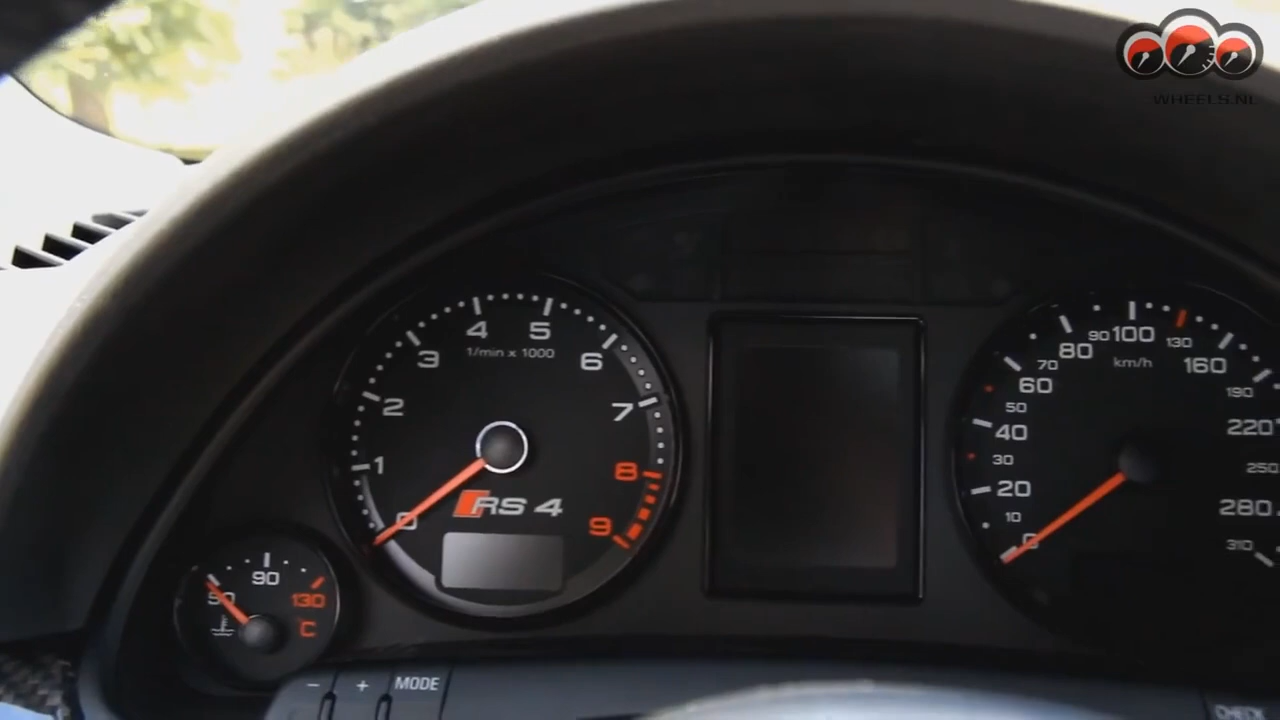 WHEELS.NL
4 5
1/min x 1000
3 6
2 7
1 8
RS 4
0 9
90
50 130
C
- + MODE
90 100 130
80 km/h 160
70 190
60
50 220
40
30 250
20 280
10
0 310
CHECK